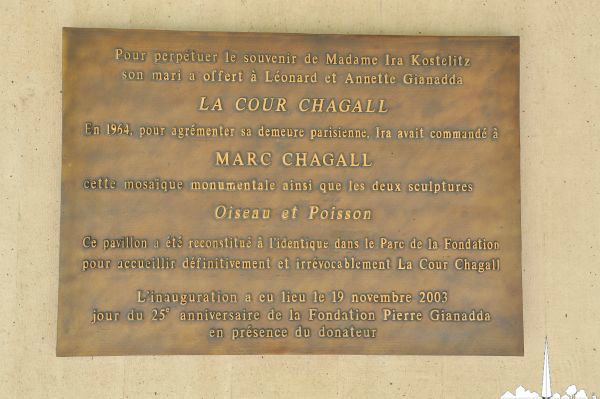 Pour perpétuer le souvenir de Madame Ira Kostelitz
son mari a offert à Léonard et Annette Gianadda
LA COUR CHAGALL
En 1964, pour agrémenter sa demeure parisienne, Ira avait commandé à
MARC CHAGALL
cette mosaïque monumentale ainsi que les deux sculptures
Oiseau et Poisson
Ce pavillon a été reconstitué à l'identique dans le Parc de la Fondation
pour accueillir définitivement et irrévocablement La Cour Chagall
L'inauguration a eu lieu le 19 novembre 2003
jour du 25e anniversaire de la Fondation Pierre Gianadda
en présence du donateur